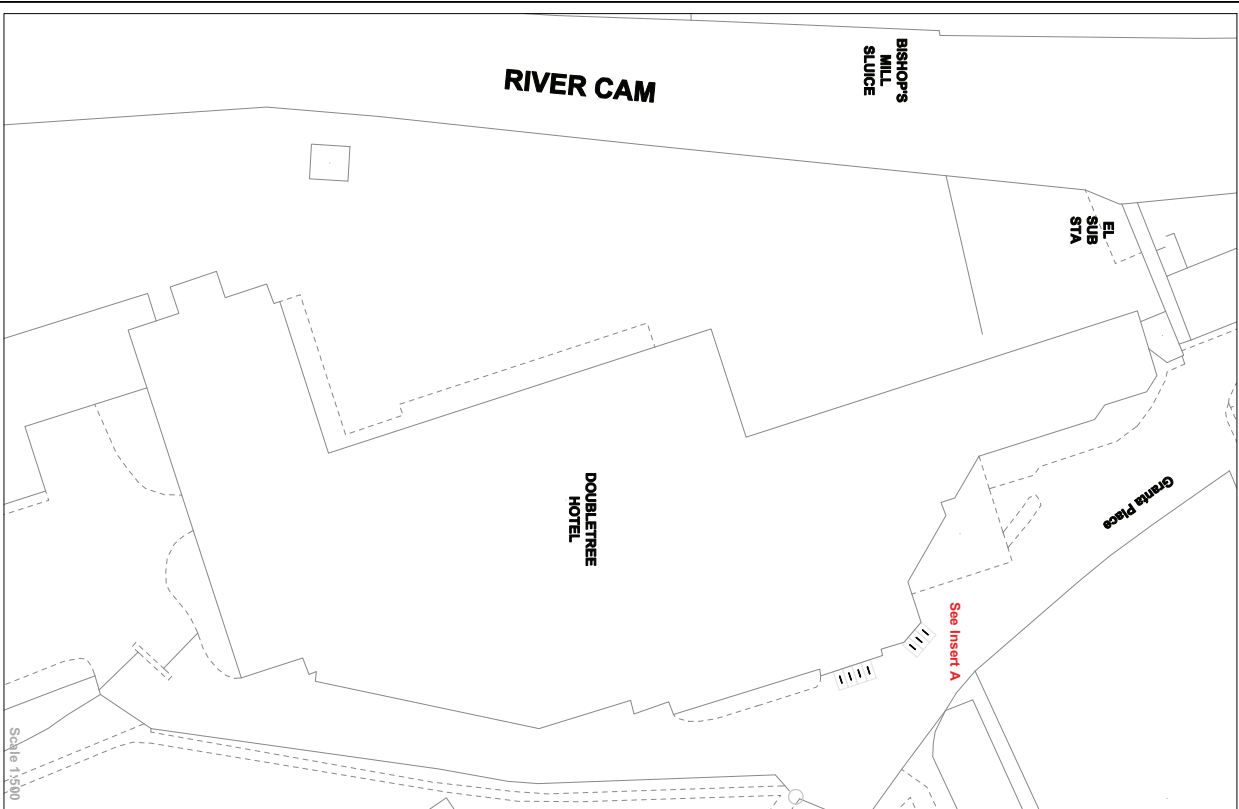 RIVER CAM
BISHOP'S
MILL
SLUICE
EL
SUB
STA
DOUBLETREE
HOTEL
Granta Place
See Insert A
Scale 1:500